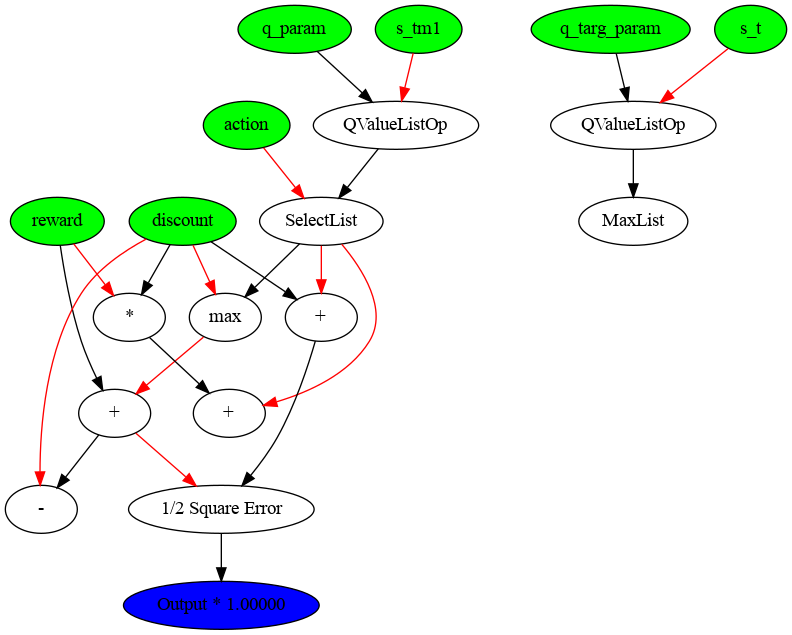 q_param
s_tm1
q_targ_param
s_t
action
QValueListOp
QValueListOp
reward
discount
SelectList
MaxList
*
max
+
+
+
-
1/2 Square Error
Output * 1.00000